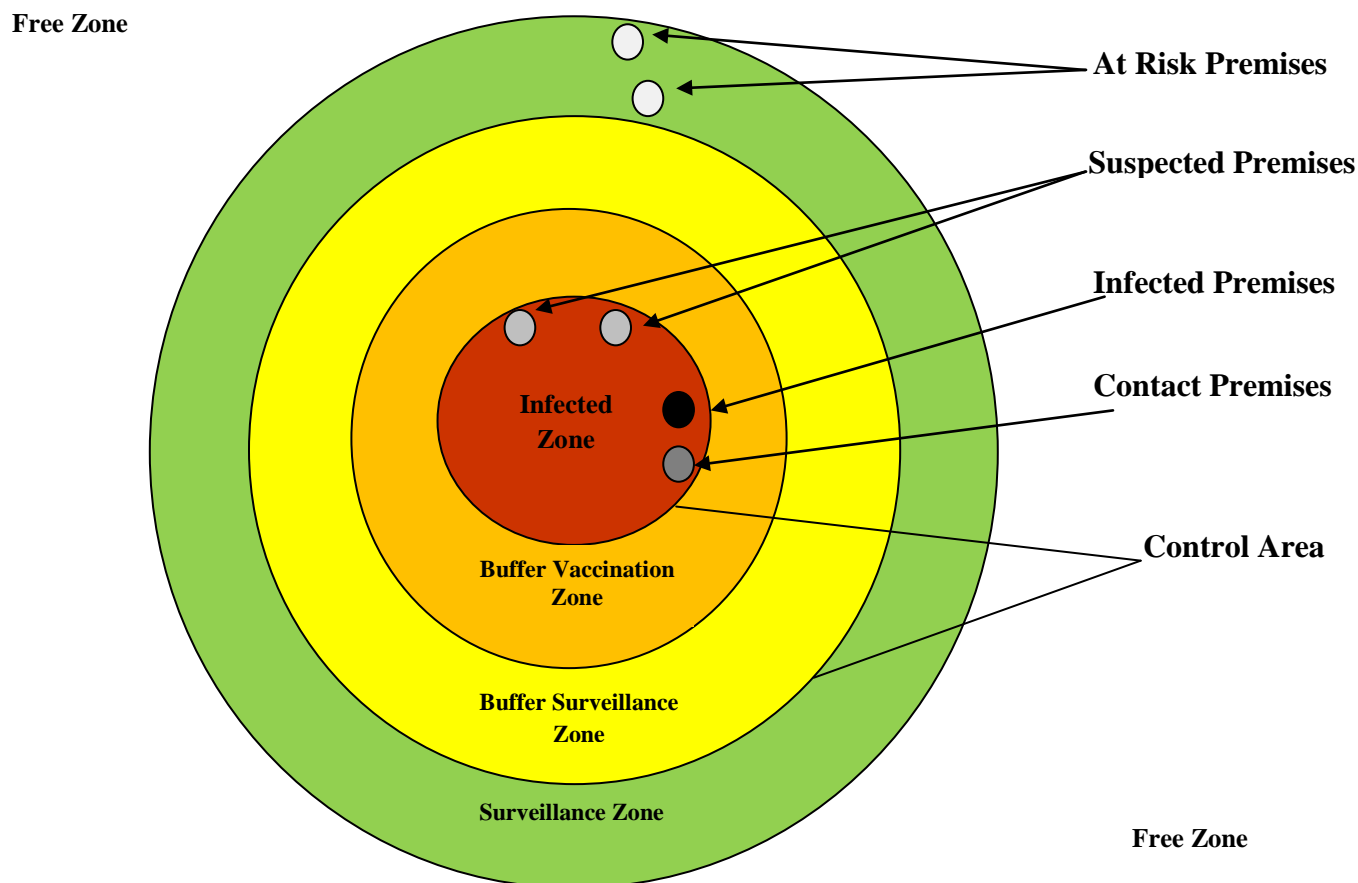 Free Zone
At Risk Premises
Suspected Premises
Infected Premises
Contact Premises
Infected
Zone
Control Area
Buffer Vaccination
Zone
Buffer Surveillance
Zone
Surveillance Zone
Free Zone